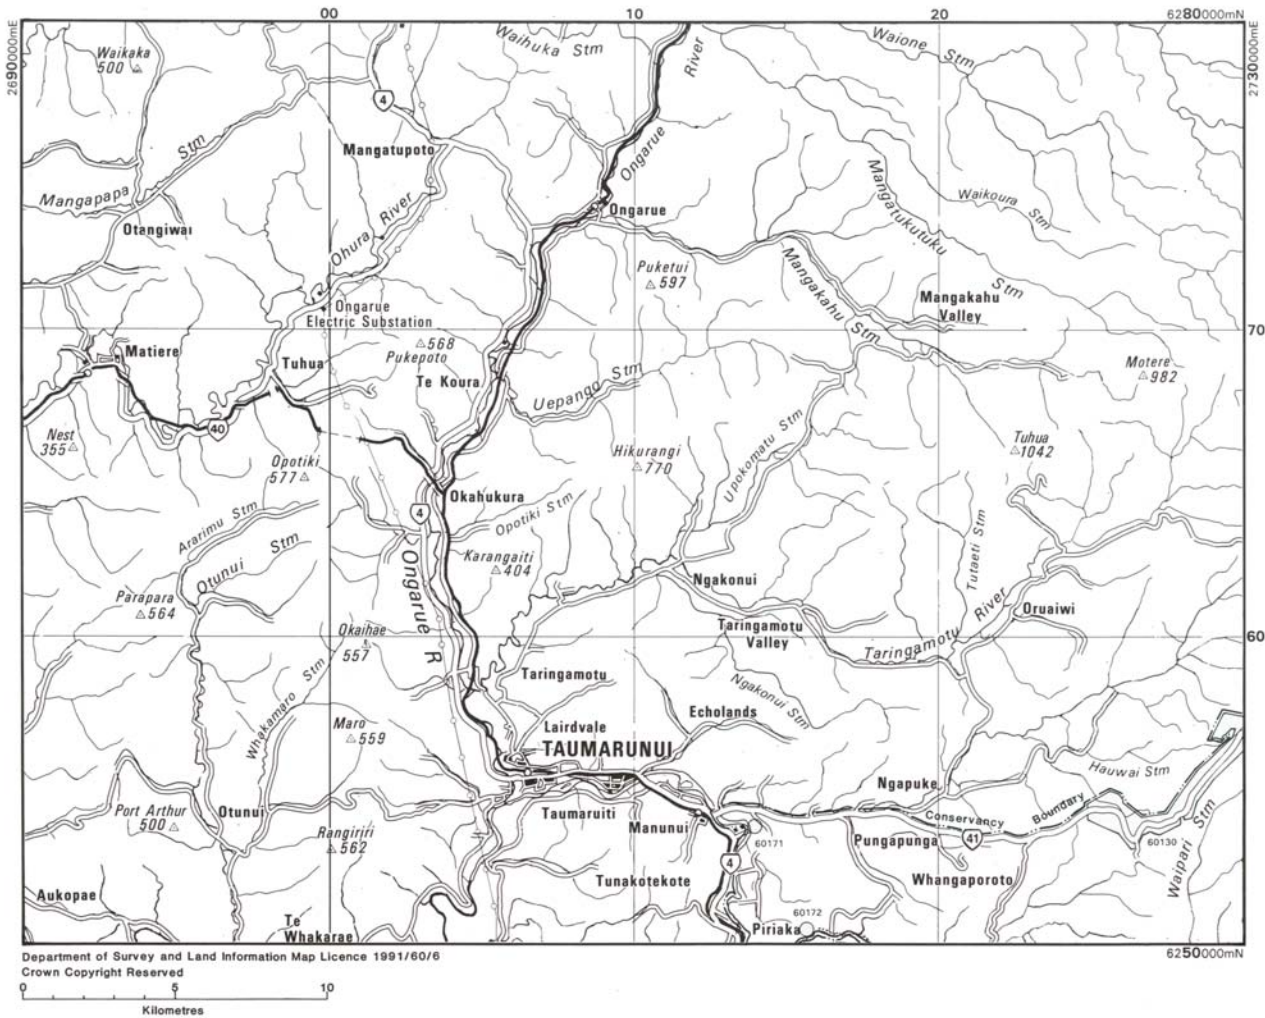 00
10
20
6280000mN
2690000mE
2730000mE
Waikaka
500
Waihuka Stm
River
Waione Stm
4
Stm
Mangatupoto
Ongarue
Mangapapa
Otangiwai
Ohura River
Ongarue
Mangatukutuku
Stm
Waikoura Stm
Puketui
597
Mangakahu Stm
Mangakahu
Valley
Ongarue
Electric Substation
70
Matiere
Tuhua
568
Pukepoto
Te Koura
Uepango Stm
Motere
982
40
Nest
355
Opotiki
577
Hikurangi
770
Upokomatu Stm
Tuhua
1042
Okahukura
4
Opotiki Stm
Ararimu Stm
Otunui Stm
Karangaiti
404
Tutaeti Stm
Parapara
564
Ongarue R
Ngakonui
Oruaiwi
Okaihae
557
Taringamotu
Valley
Taringamotu River
60
Whakamaro Stm
Taringamotu
Ngakonui Stm
Maro
559
Lairdvale
Echolands
TAUMARUNUI
Hauwai Stm
Ngapuke
Port Arthur
500
Otunui
Rangiriri
562
Taumaruiti
Manunui
Conservancy Boundary
60171
Pungapunga
41
60130
Waipari Stm
4
Aukopae
Tunakotekote
Whangaporoto
Te
Whakarae
60172
Piriaka
6250000mN
Department of Survey and Land Information Map Licence 1991/60/6
Crown Copyright Reserved
0 5 10
Kilometres